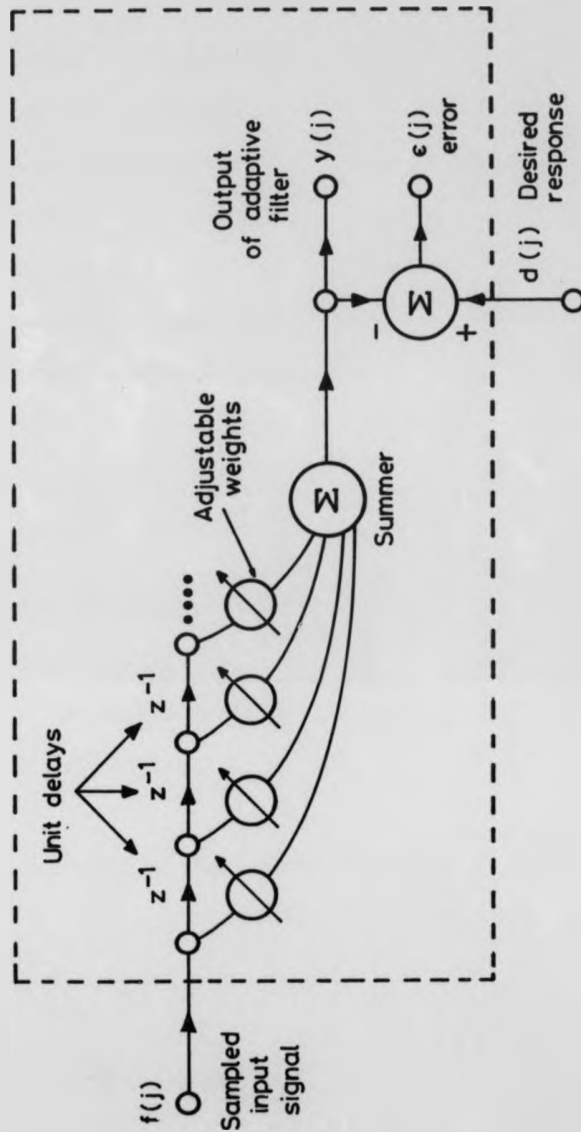 Unit delays
z⁻¹ z⁻¹ z⁻¹
f(j)
Sampled
input
signal
Adjustable
weights
Σ
Summer
Output
of adaptive
filter
y(j)
-
Σ
+
ε(j)
error
d(j) Desired
response